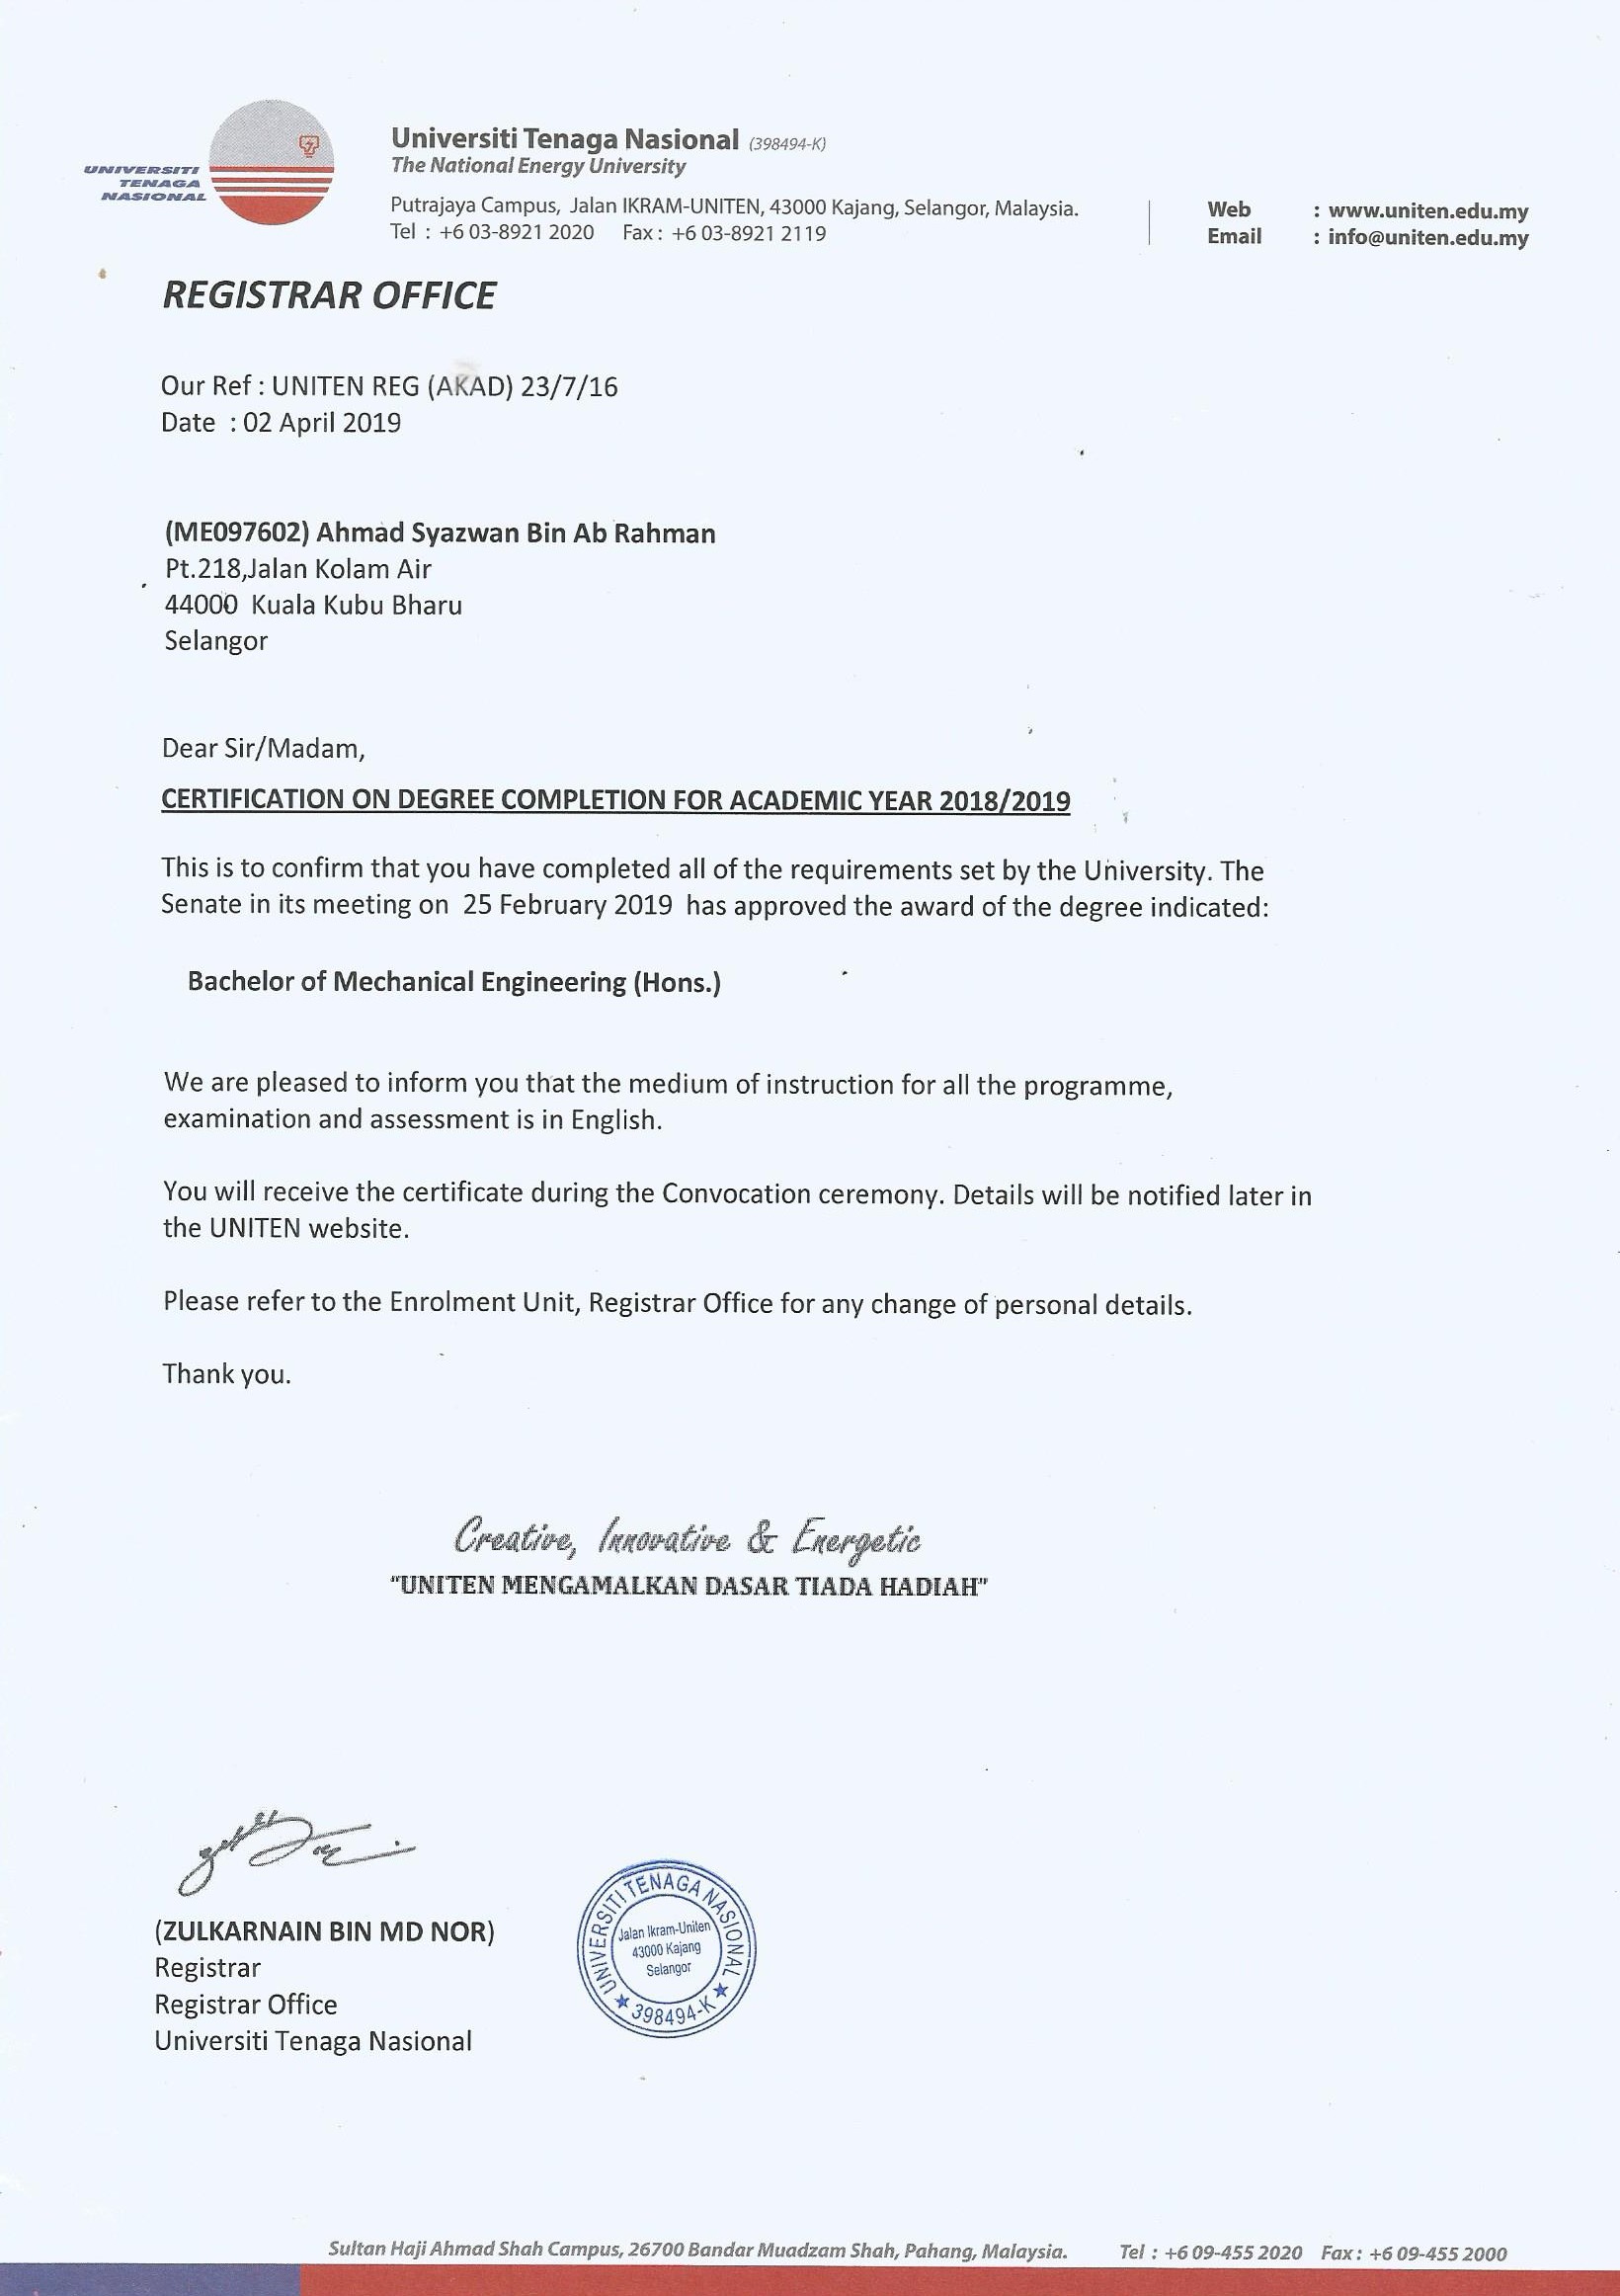 UNIVERSITI
TENAGA
NASIONAL
Universiti Tenaga Nasional (398494-K)
The National Energy University
Putrajaya Campus, Jalan IKRAM-UNITEN, 43000 Kajang, Selangor, Malaysia.
Tel : +6 03-8921 2020 Fax : +6 03-8921 2119
Web : www.uniten.edu.my
Email : info@uniten.edu.my
REGISTRAR OFFICE
Our Ref : UNITEN REG (AKAD) 23/7/16
Date : 02 April 2019
(ME097602) Ahmad Syazwan Bin Ab Rahman
Pt.218,Jalan Kolam Air
44000 Kuala Kubu Bharu
Selangor
Dear Sir/Madam,
CERTIFICATION ON DEGREE COMPLETION FOR ACADEMIC YEAR 2018/2019
This is to confirm that you have completed all of the requirements set by the University. The
Senate in its meeting on 25 February 2019 has approved the award of the degree indicated:
Bachelor of Mechanical Engineering (Hons.)
We are pleased to inform you that the medium of instruction for all the programme,
examination and assessment is in English.
You will receive the certificate during the Convocation ceremony. Details will be notified later in
the UNITEN website.
Please refer to the Enrolment Unit, Registrar Office for any change of personal details.
Thank you.
Creative, Innovative & Energetic
"UNITEN MENGAMALKAN DASAR TIADA HADIAH"
(ZULKARNAIN BIN MD NOR)
Registrar
Registrar Office
Universiti Tenaga Nasional
UNIVERSITI TENAGA NASIONAL
Jalan Ikram-Uniten
43000 Kajang
Selangor
★ 398494-K ★
Sultan Haji Ahmad Shah Campus, 26700 Bandar Muadzam Shah, Pahang, Malaysia. Tel : +6 09-455 2020 Fax : +6 09-455 2000